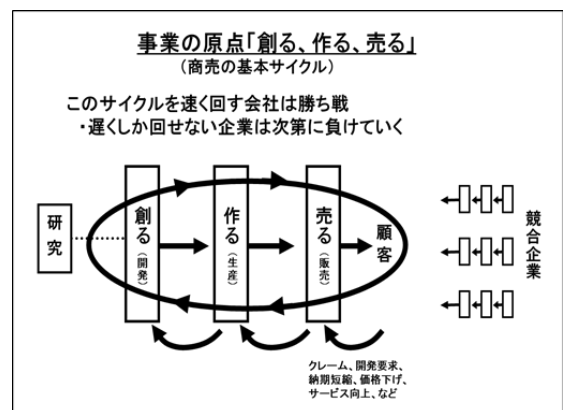 事業の原点「創る、作る、売る」
（商売の基本サイクル）
このサイクルを速く回す会社は勝ち戦
・遅くしか回せない企業は次第に負けていく
研究
創る（開発）
作る（生産）
売る（販売）
顧客
競合企業
クレーム、開発要求、
納期短縮、価格下げ、
サービス向上、など